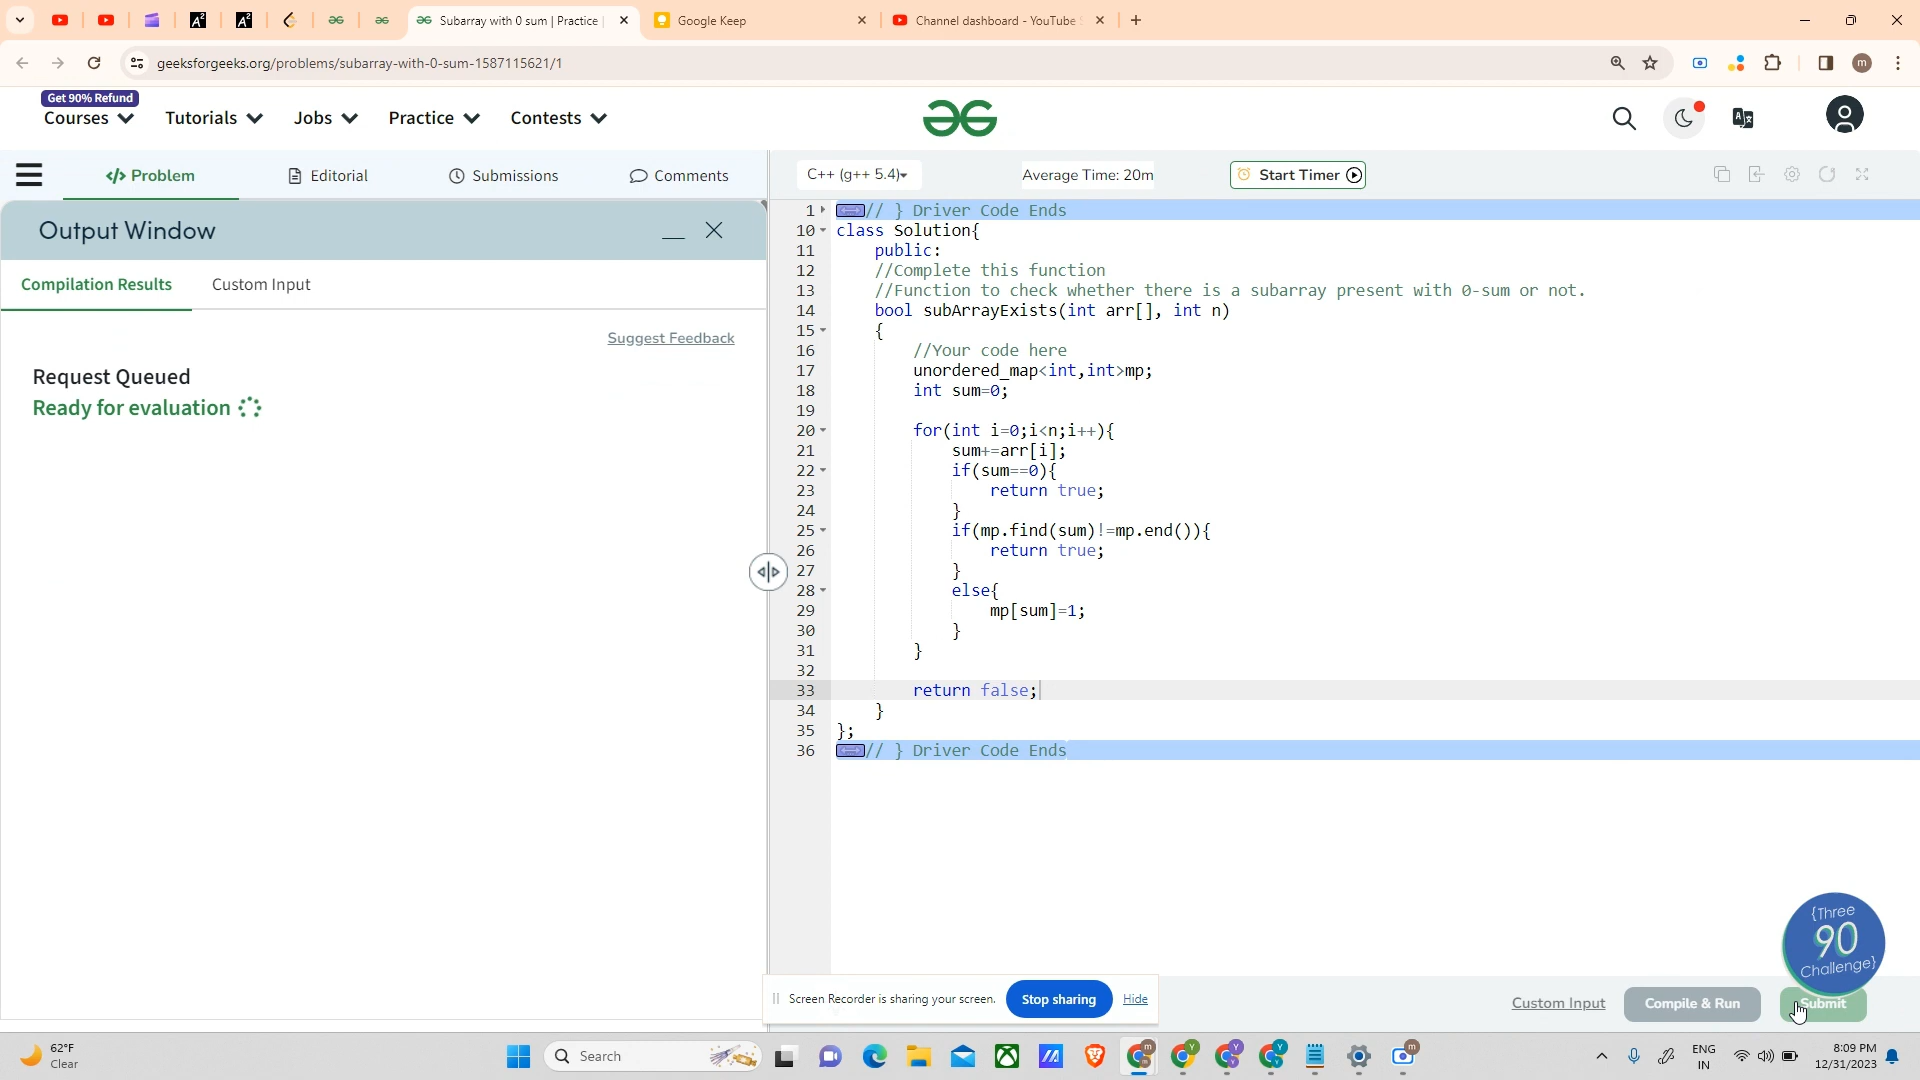 Subarray with 0 sum | Practice |
Google Keep
Channel dashboard - YouTube S
geeksforgeeks.org/problems/subarray-with-0-sum-1587115621/1
m
Get 90% Refund
Courses
Tutorials
Jobs
Practice
Contests
</> Problem
Editorial
Submissions
Comments
C++ (g++ 5.4)
Average Time: 20m
Start Timer
Output Window
Compilation Results
Custom Input
Suggest Feedback
Request Queued
Ready for evaluation
1 // } Driver Code Ends
10 class Solution{
11 public:
12 //Complete this function
13 //Function to check whether there is a subarray present with 0-sum or not.
14 bool subArrayExists(int arr[], int n)
15 {
16 //Your code here
17 unordered_map<int,int>mp;
18 int sum=0;
19
20 for(int i=0;i<n;i++){
21 sum+=arr[i];
22 if(sum==0){
23 return true;
24 }
25 if(mp.find(sum)!=mp.end()){
26 return true;
27 }
28 else{
29 mp[sum]=1;
30 }
31 }
32
33 return false;
34 }
35 };
36 // } Driver Code Ends
{Three
90
Challenge}
Screen Recorder is sharing your screen.
Stop sharing
Hide
Custom Input
Compile & Run
Submit
62°F
Clear
Search
ENG
IN
8:09 PM
12/31/2023